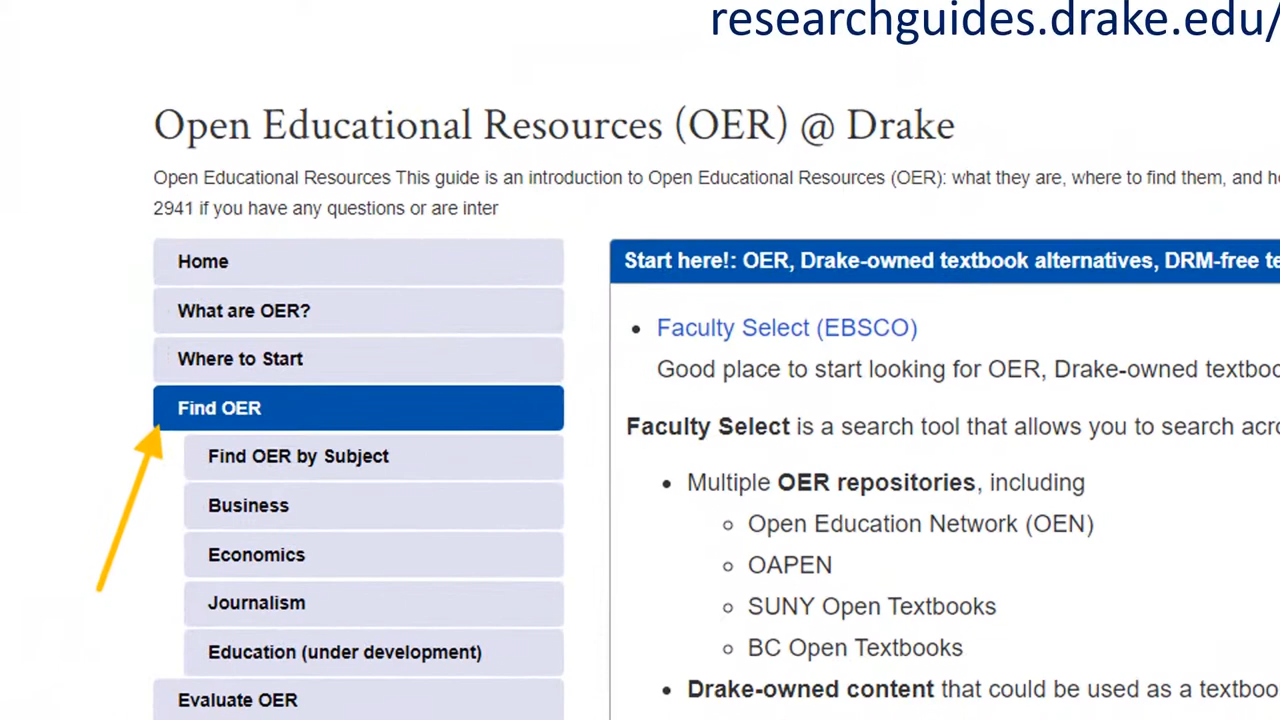 researchguides.drake.edu/
Open Educational Resources (OER) @ Drake
Open Educational Resources This guide is an introduction to Open Educational Resources (OER): what they are, where to find them, and
2941 if you have any questions or are inter
Home
What are OER?
Where to Start
Find OER
Find OER by Subject
Business
Economics
Journalism
Education (under development)
Evaluate OER
Start here!: OER, Drake-owned textbook alternatives, DRM-free
Faculty Select (EBSCO)
Good place to start looking for OER, Drake-owned
Faculty Select is a search tool that allows you to search
Multiple OER repositories, including
Open Education Network (OEN)
OAPEN
SUNY Open Textbooks
BC Open Textbooks
Drake-owned content that could be used as a